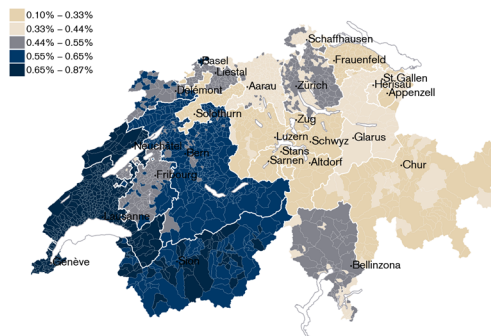 0.10% – 0.33%
0.33% – 0.44%
0.44% – 0.55%
0.55% – 0.65%
0.65% – 0.87%
Schaffhausen
Basel
Liestal
Frauenfeld
Delémont
Aarau
Zürich
St.Gallen
Herisau
Appenzell
Solothurn
Zug
Neuchâtel
Bern
Luzern
Schwyz
Glarus
Stans
Sarnen
Altdorf
Chur
Fribourg
Lausanne
Genève
Sion
Bellinzona